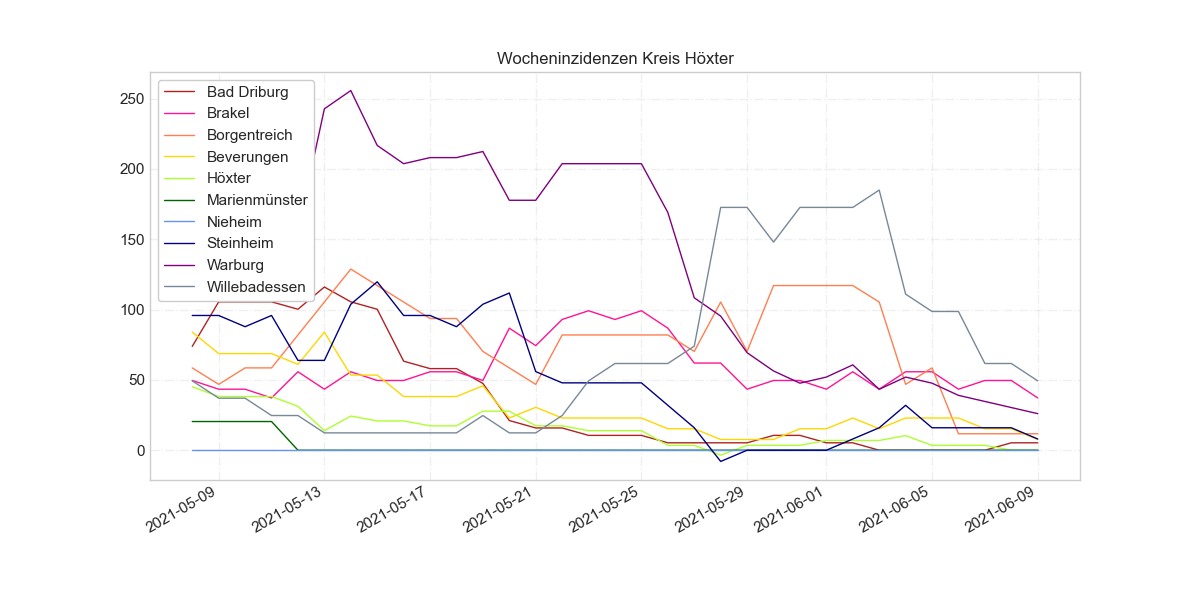 Wocheninzidenzen Kreis Höxter
250
200
150
100
50
0
Bad Driburg
Brakel
Borgentreich
Beverungen
Höxter
Marienmünster
Nieheim
Steinheim
Warburg
Willebadessen
2021-05-09
2021-05-13
2021-05-17
2021-05-21
2021-05-25
2021-05-29
2021-06-01
2021-06-05
2021-06-09